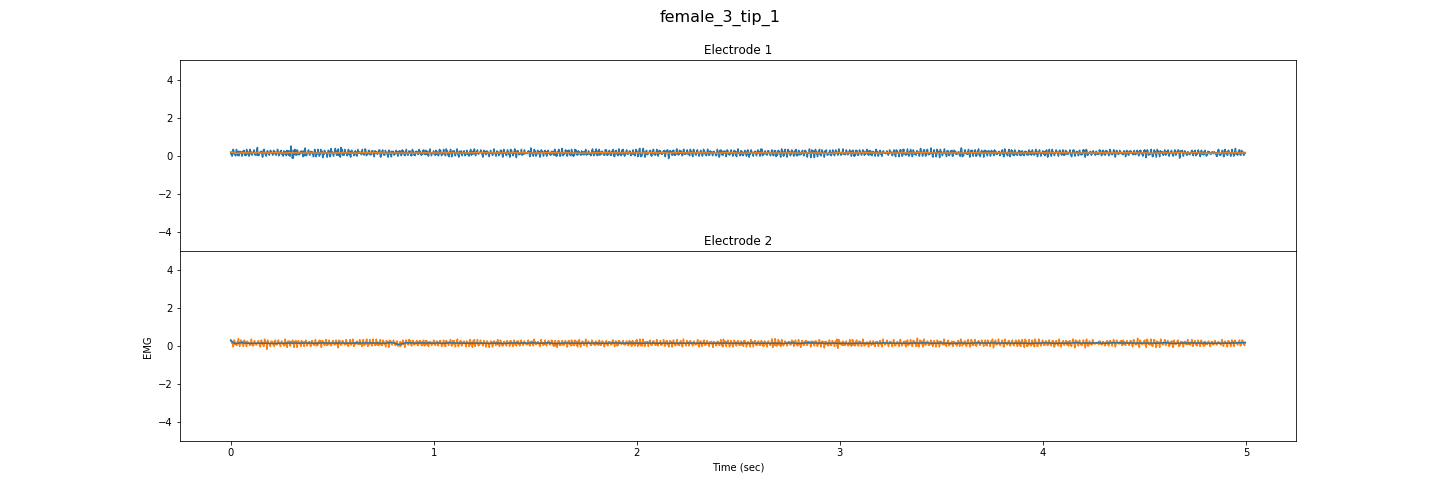 female_3_tip_1
Electrode 1
4
2
0
−2
−4
Electrode 2
4
2
0
−2
−4
EMG
0 1 2 3 4 5
Time (sec)